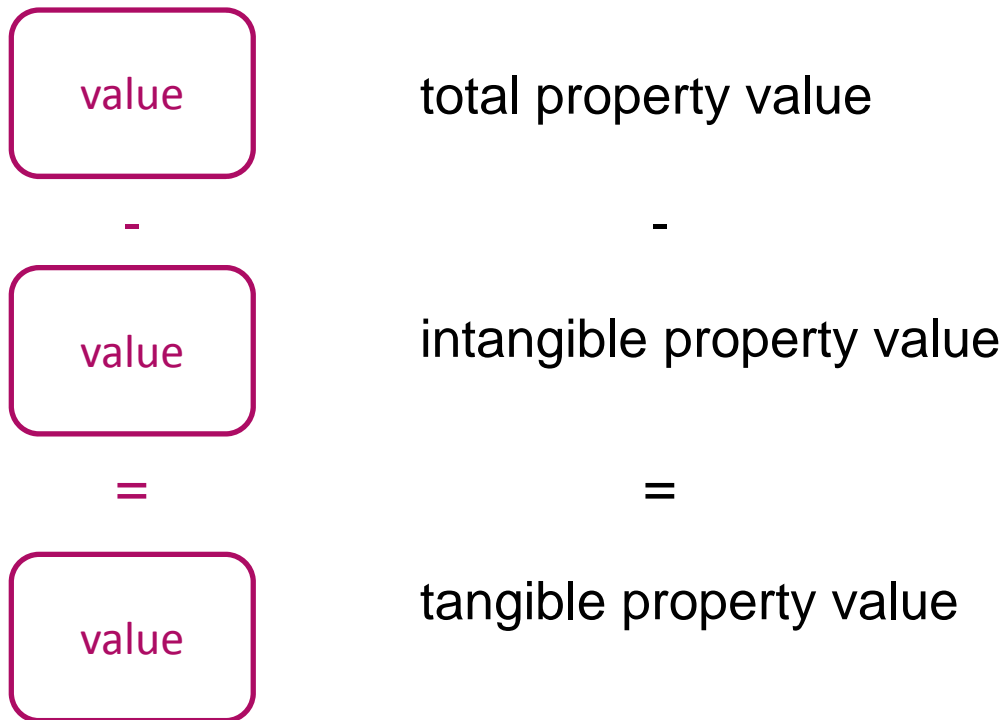 value total property value
- -
value intangible property value
= =
value tangible property value